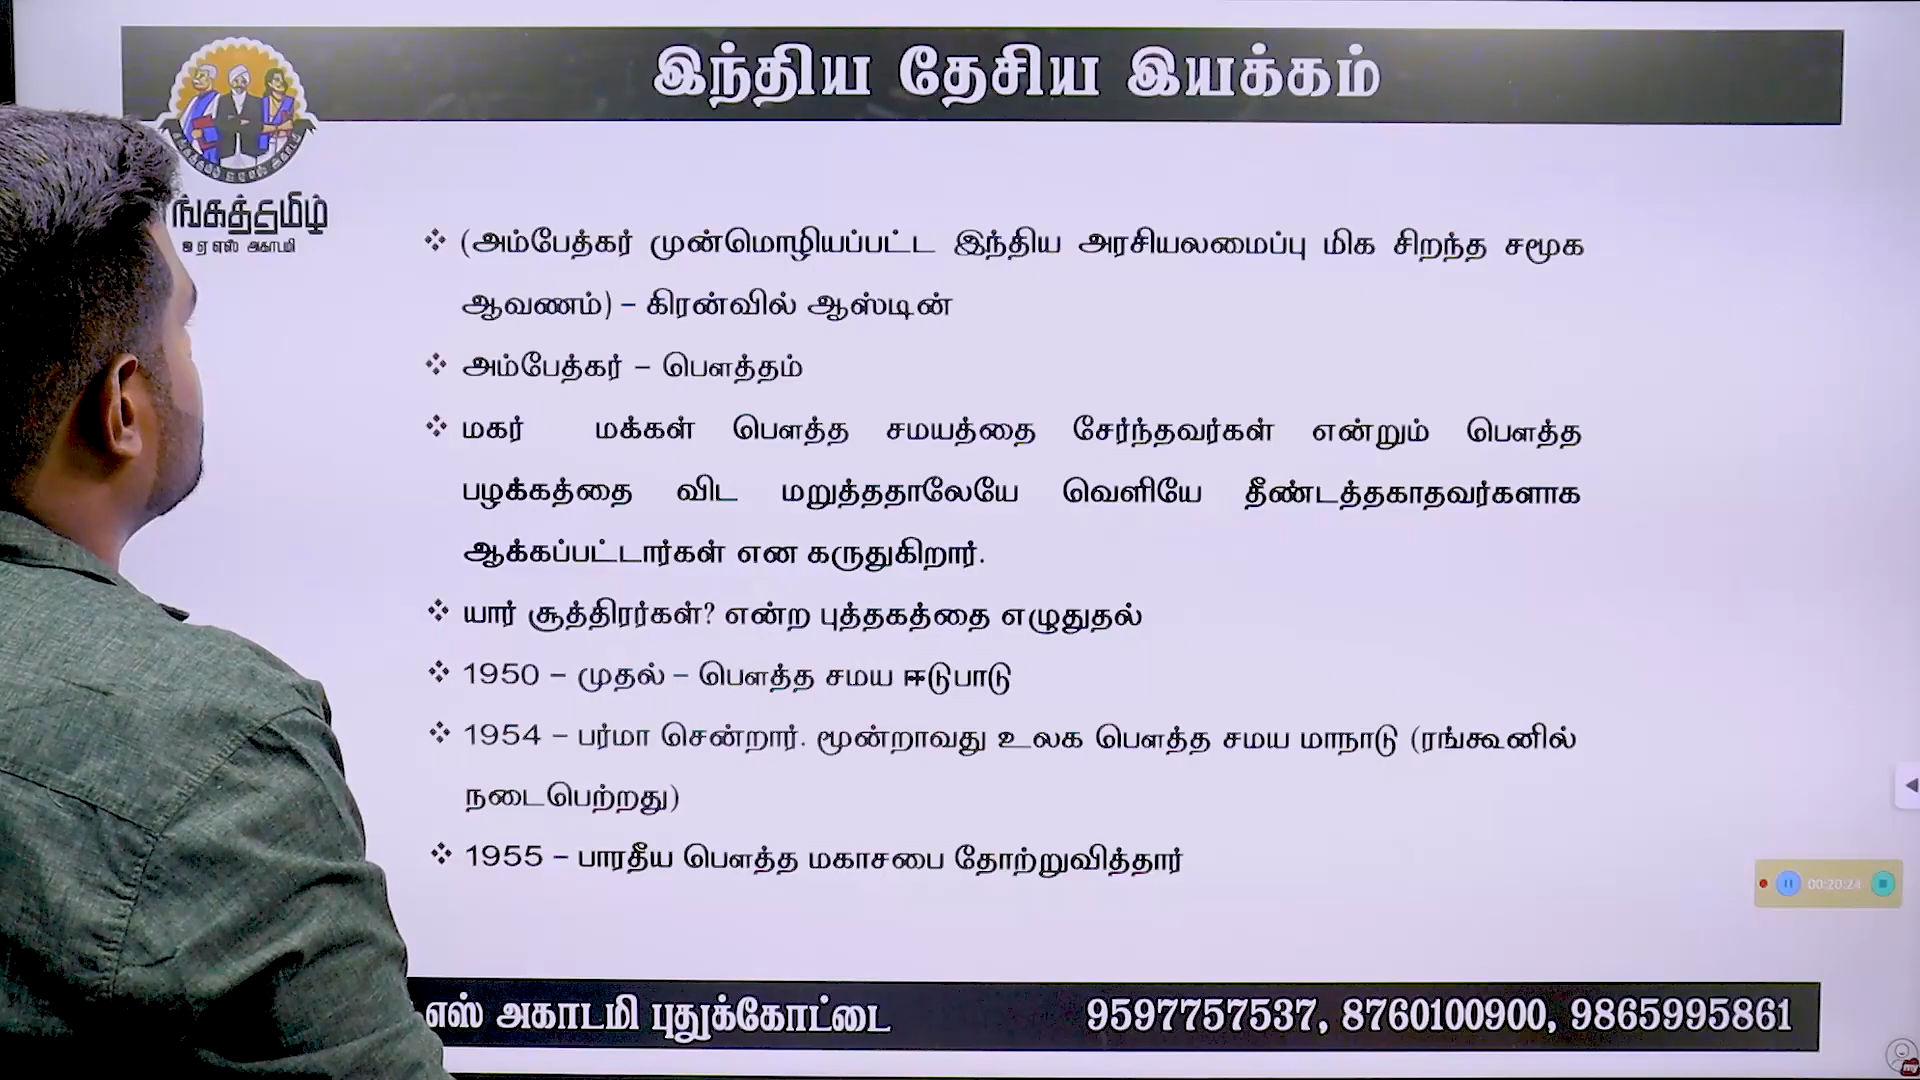 இந்திய தேசிய இயக்கம்
ங்கத்தமிழ்
ஐ ஏ எஸ் அகாடமி
❖ (அம்பேத்கர் முன்மொழியப்பட்ட இந்திய அரசியலமைப்பு மிக சிறந்த சமூக
ஆவணம்) – கிரன்வில் ஆஸ்டின்
❖ அம்பேத்கர் – பௌத்தம்
❖ மகர் மக்கள் பௌத்த சமயத்தை சேர்ந்தவர்கள் என்றும் பௌத்த
பழக்கத்தை விட மறுத்ததாலேயே வெளியே தீண்டத்தகாதவர்களாக
ஆக்கப்பட்டார்கள் என கருதுகிறார்.
❖ யார் சூத்திரர்கள்? என்ற புத்தகத்தை எழுதுதல்
❖ 1950 – முதல் – பௌத்த சமய ஈடுபாடு
❖ 1954 – பர்மா சென்றார். மூன்றாவது உலக பௌத்த சமய மாநாடு (ரங்கூனில்
நடைபெற்றது)
❖ 1955 – பாரதீய பௌத்த மகாசபை தோற்றுவித்தார்
00:20:24
எஸ் அகாடமி புதுக்கோட்டை 9597757537, 8760100900, 9865995861